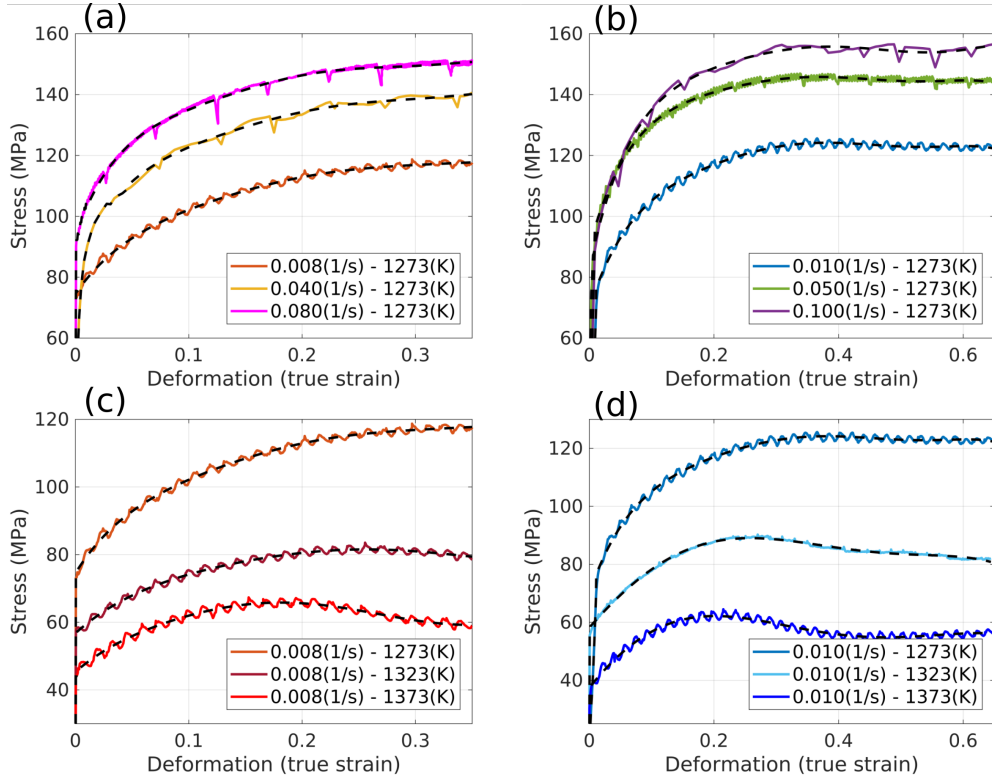 (a)
160
140
120
100
80
60
0
0.1
0.2
0.3
Stress (MPa)
Deformation (true strain)
0.008(1/s) - 1273(K)
0.040(1/s) - 1273(K)
0.080(1/s) - 1273(K)
(b)
160
140
120
100
80
60
0
0.2
0.4
0.6
Stress (MPa)
Deformation (true strain)
0.010(1/s) - 1273(K)
0.050(1/s) - 1273(K)
0.100(1/s) - 1273(K)
(c)
120
100
80
60
40
0
0.1
0.2
0.3
Stress (MPa)
Deformation (true strain)
0.008(1/s) - 1273(K)
0.008(1/s) - 1323(K)
0.008(1/s) - 1373(K)
(d)
120
100
80
60
40
0
0.2
0.4
0.6
Stress (MPa)
Deformation (true strain)
0.010(1/s) - 1273(K)
0.010(1/s) - 1323(K)
0.010(1/s) - 1373(K)